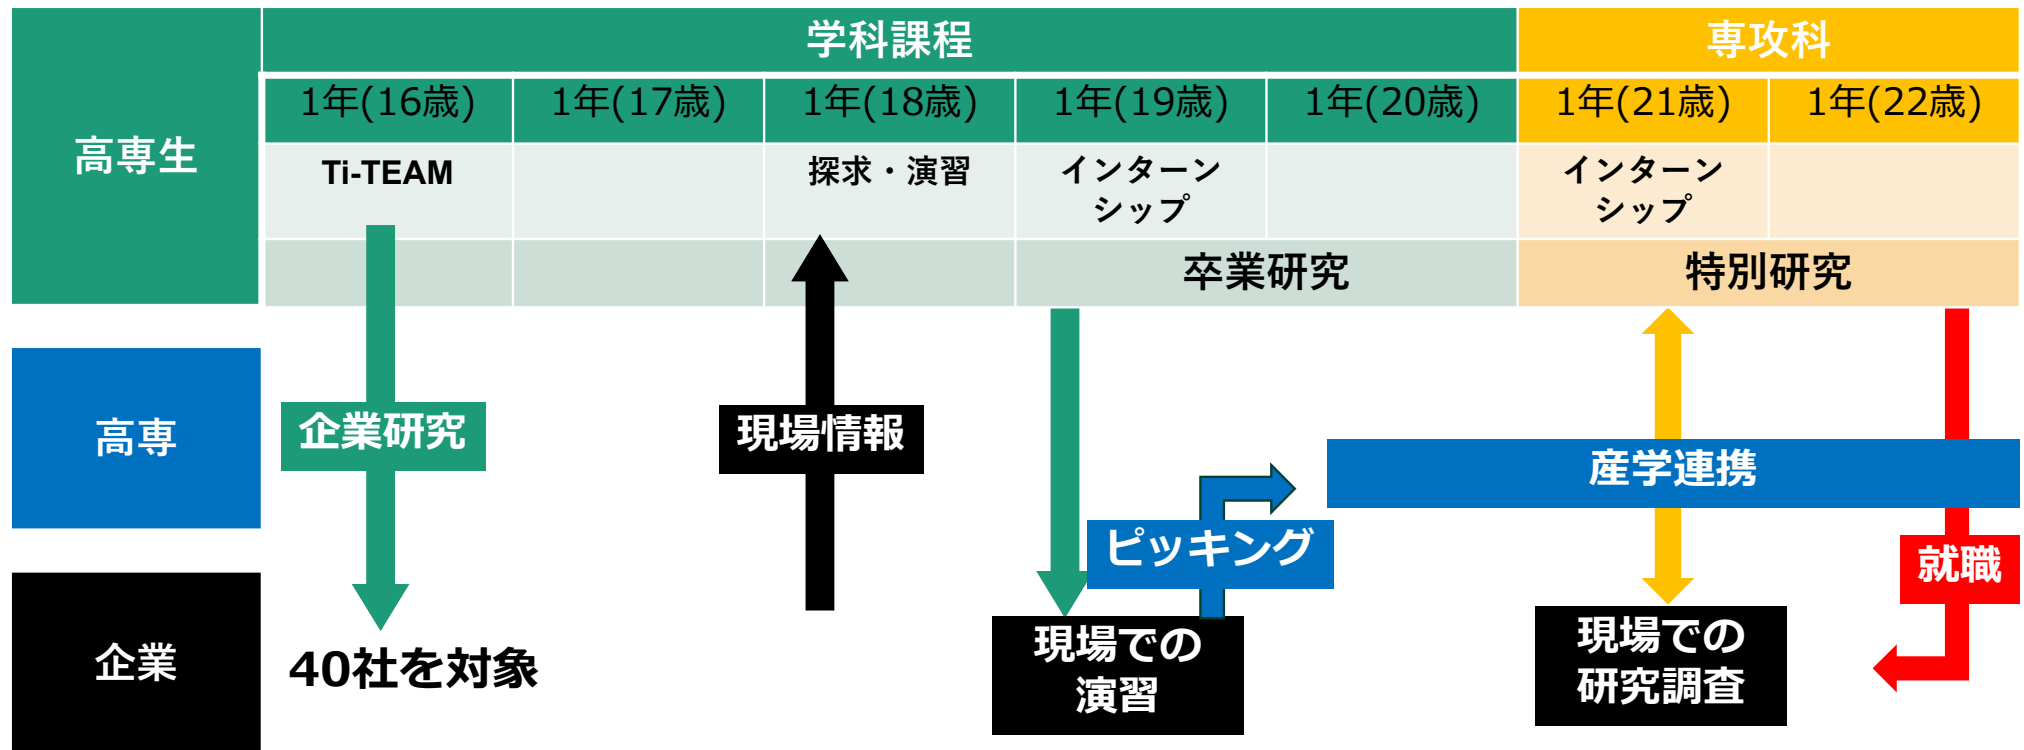 学科課程
専攻科
高専生
1年(16歳)
1年(17歳)
1年(18歳)
1年(19歳)
1年(20歳)
1年(21歳)
1年(22歳)
Ti-TEAM
探求・演習
インターン
シップ
インターン
シップ
卒業研究
特別研究
高専
企業研究
現場情報
産学連携
ピッキング
就職
企業
40社を対象
現場での
演習
現場での
研究調査